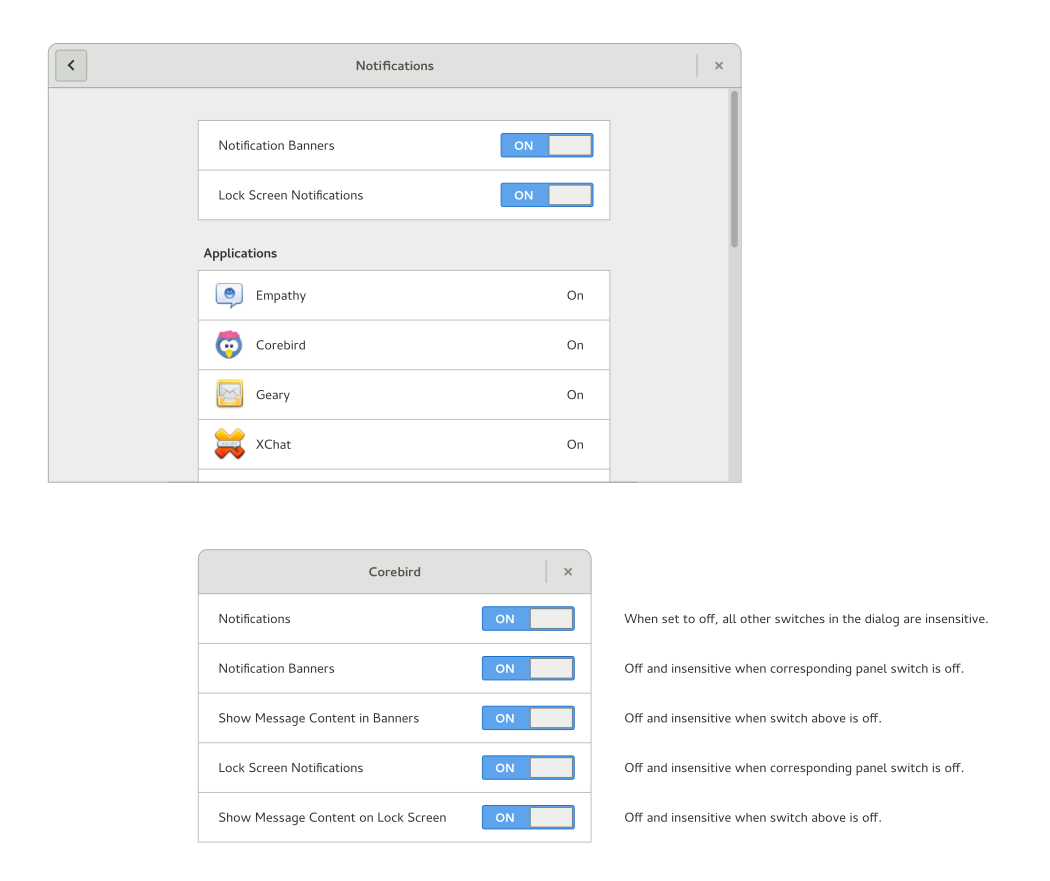 Notifications
Notification Banners ON
Lock Screen Notifications ON
Applications
Empathy On
Corebird On
Geary On
XChat On
Corebird
Notifications ON When set to off, all other switches in the dialog are insensitive.
Notification Banners ON Off and insensitive when corresponding panel switch is off.
Show Message Content in Banners ON Off and insensitive when switch above is off.
Lock Screen Notifications ON Off and insensitive when corresponding panel switch is off.
Show Message Content on Lock Screen ON Off and insensitive when switch above is off.